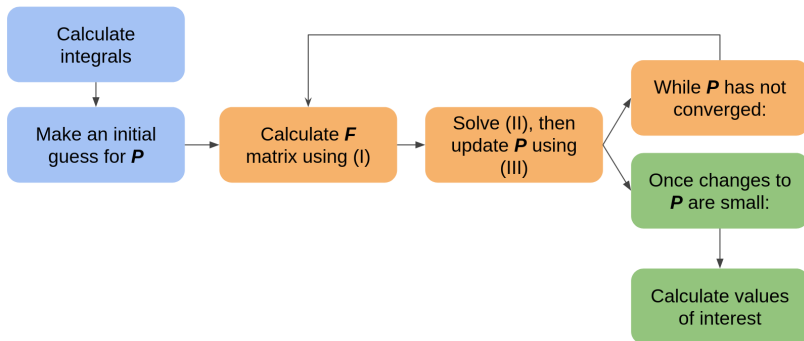 Calculate
integrals
Make an initial
guess for P
Calculate F
matrix using (I)
Solve (II), then
update P using
(III)
While P has not
converged:
Once changes to
P are small:
Calculate values
of interest